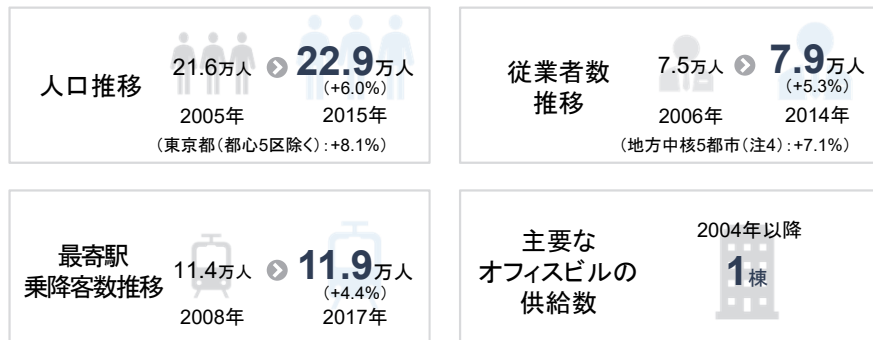 人口推移
21.6万人
22.9万人
(+6.0%)
2005年
2015年
(東京都(都心5区除く):+8.1%)
従業者数
推移
7.5万人
7.9万人
(+5.3%)
2006年
2014年
(地方中核5都市(注4):+7.1%)
最寄駅
乗降客数推移
11.4万人
11.9万人
(+4.4%)
2008年
2017年
主要な
オフィスビルの
供給数
2004年以降
1棟